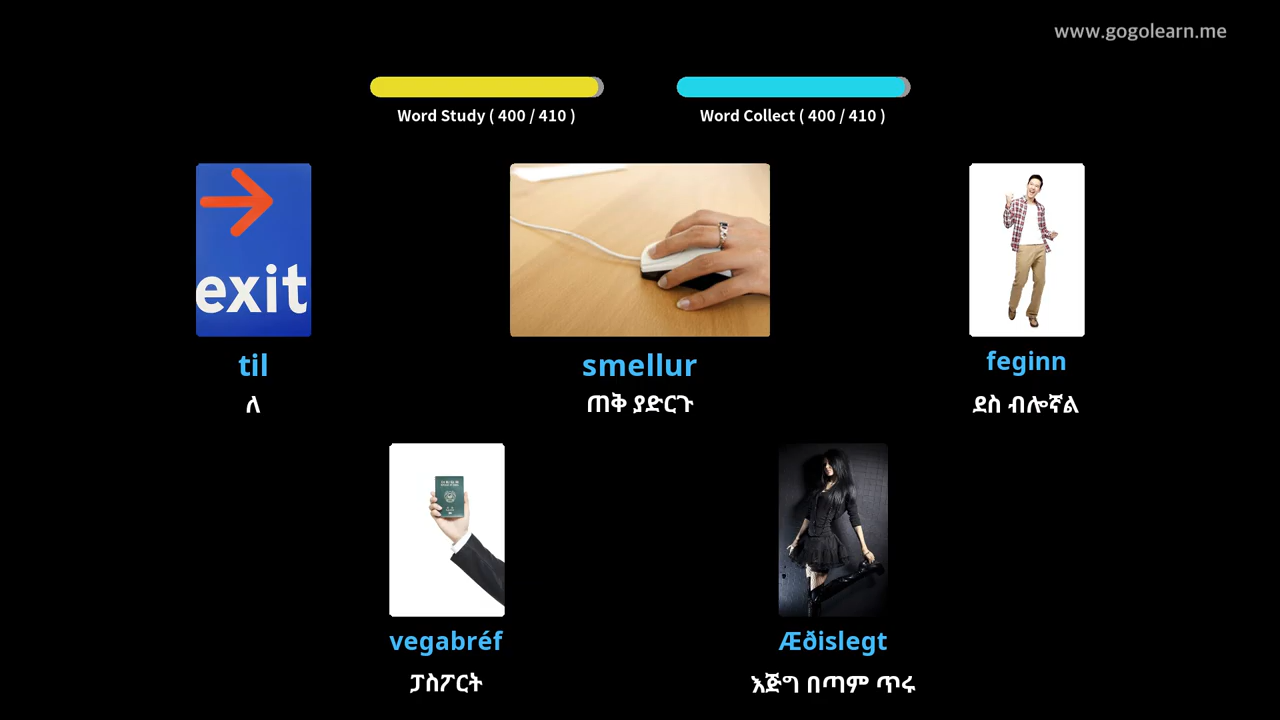 www.gogolearn.me
Word Study ( 400 / 410 )
Word Collect ( 400 / 410 )
exit
til
smellur
feginn
ለ
ጠቅ ያድርጉ
ደስ ብሎኛል
vegabréf
Æðislegt
ፓስፖርት
እጅግ በጣም ጥሩ